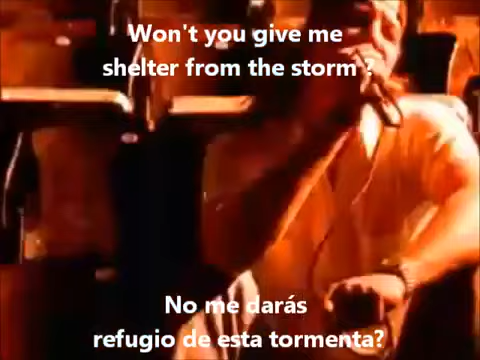 Won't you give me
shelter from the storm ?
No me darás
refugio de esta tormenta?